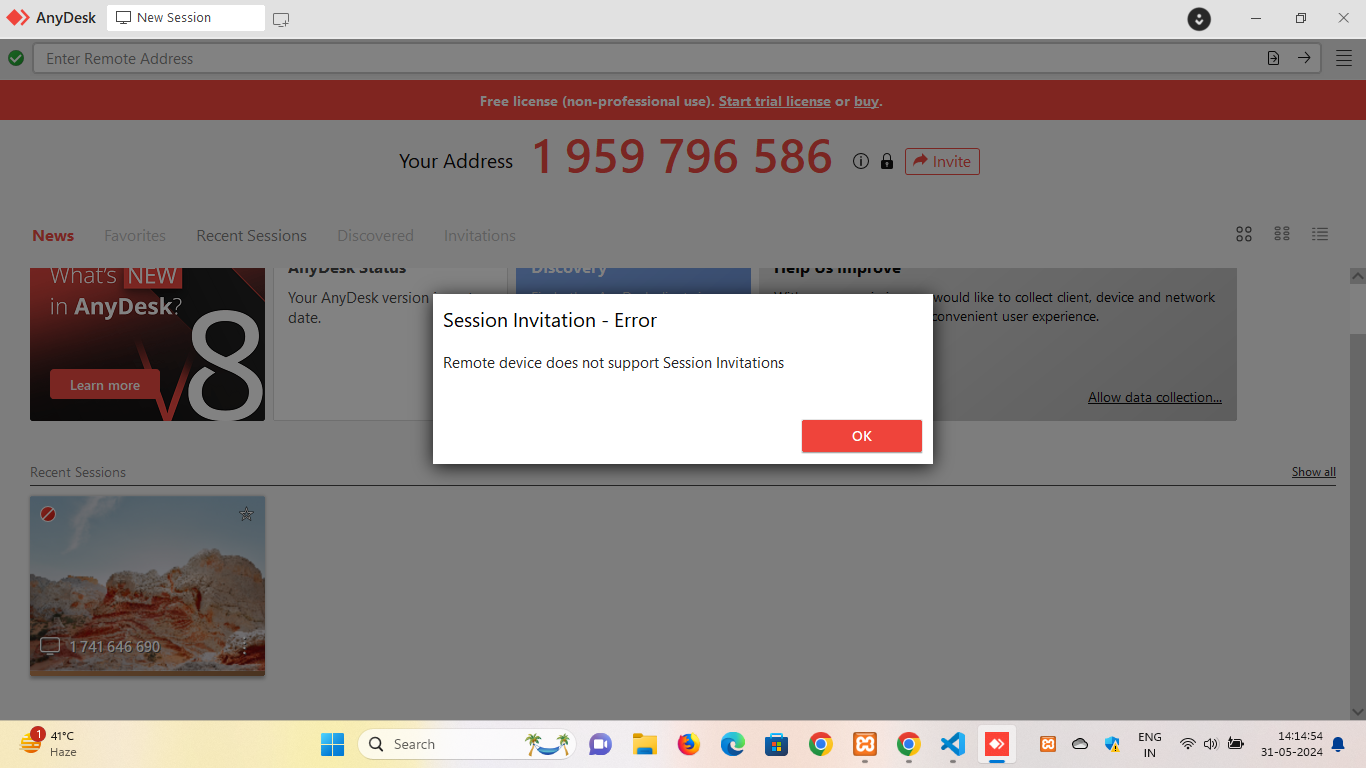 AnyDesk
New Session
Enter Remote Address
Free license (non-professional use). Start trial license or buy.
Your Address 1 959 796 586 Invite
News Favorites Recent Sessions Discovered Invitations
What's NEW
in AnyDesk?
8
Learn more
AnyDesk Status
Your AnyDesk version
date.
Discovery
Help Us Improve
would like to collect client, device and network
convenient user experience.
Allow data collection...
Session Invitation - Error
Remote device does not support Session Invitations
OK
Recent Sessions
Show all
1 741 646 690
1
41°C
Haze
Search
ENG
IN
14:14:54
31-05-2024